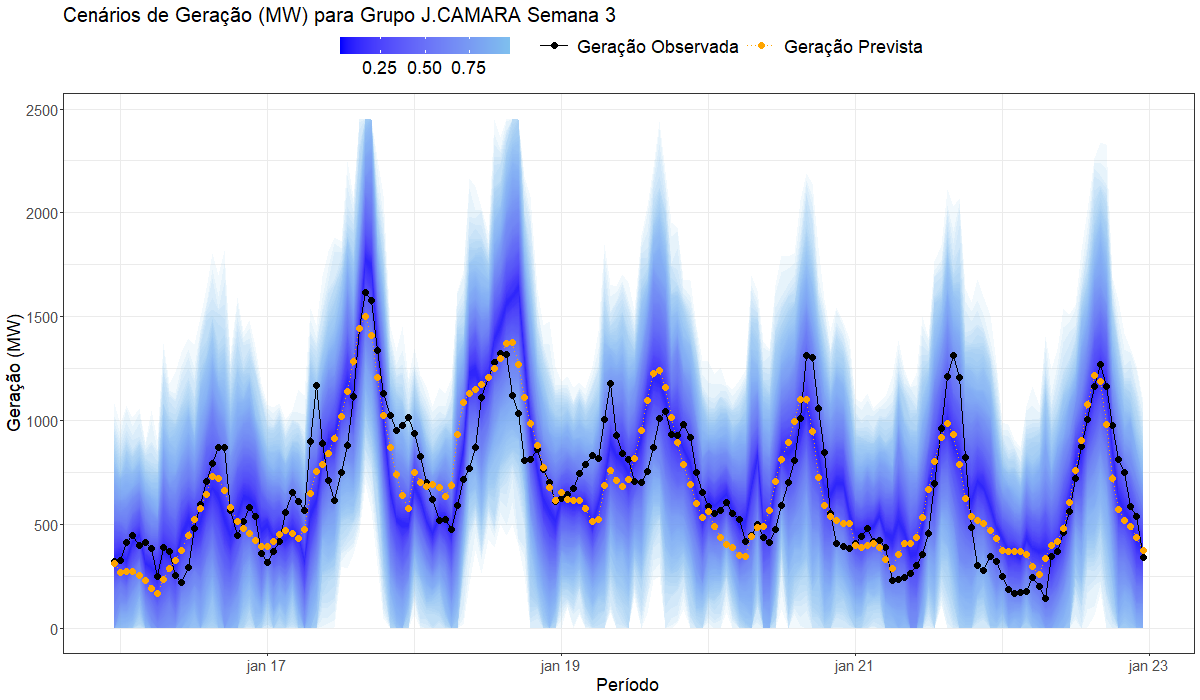 Cenários de Geração (MW) para Grupo J.CAMARA Semana 3
0.25 0.50 0.75
Geração Observada
Geração Prevista
Geração (MW)
2500
2000
1500
1000
500
0
jan 17
jan 19
jan 21
jan 23
Período